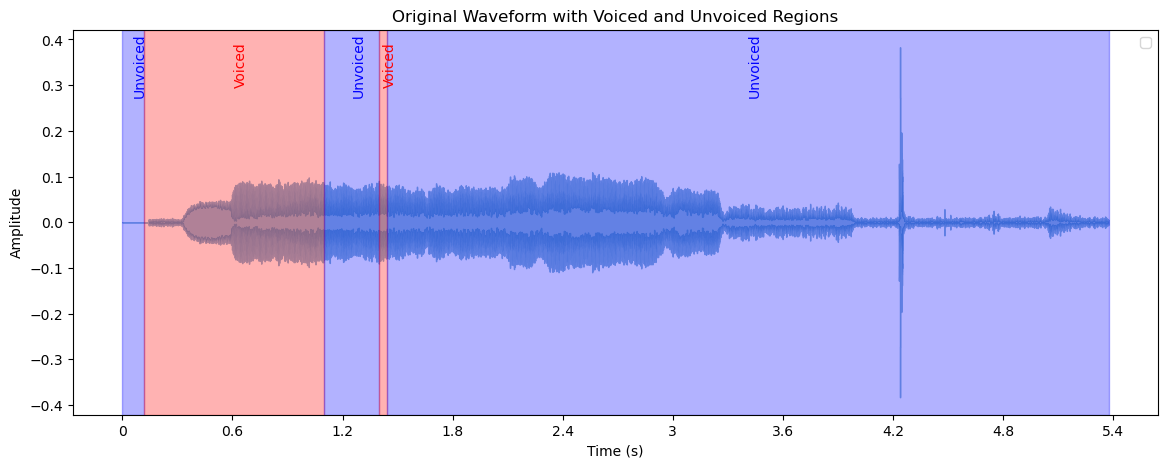 Original Waveform with Voiced and Unvoiced Regions
Unvoiced
Voiced
Unvoiced
Voiced
Unvoiced
Amplitude
0.4
0.3
0.2
0.1
0.0
−0.1
−0.2
−0.3
−0.4
0
0.6
1.2
1.8
2.4
3
3.6
4.2
4.8
5.4
Time (s)